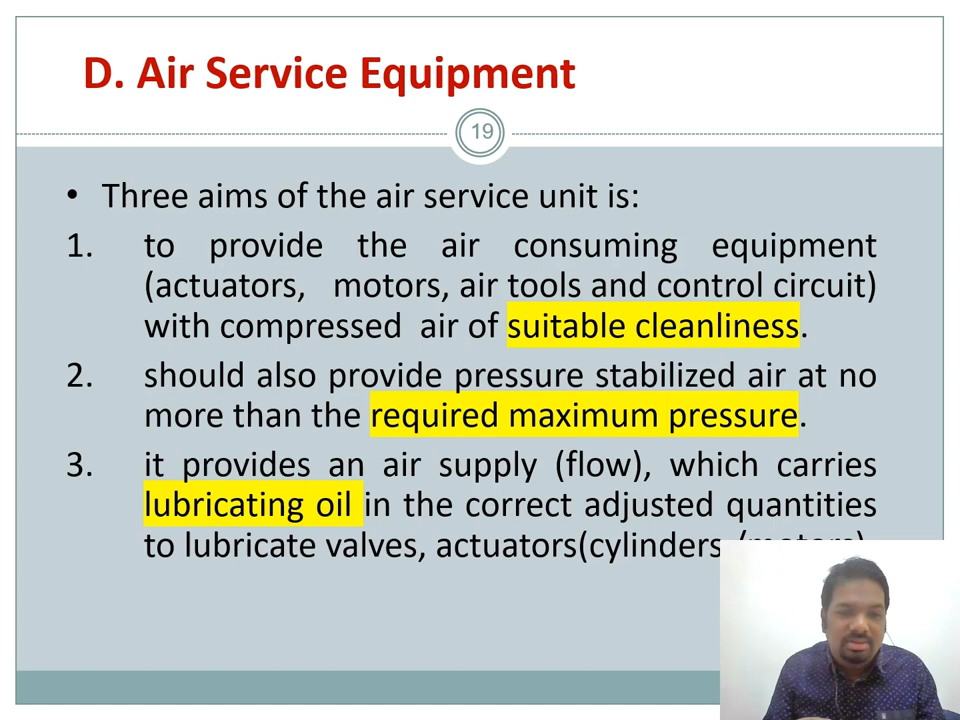 D. Air Service Equipment
19
• Three aims of the air service unit is:
1. to provide the air consuming equipment
(actuators, motors, air tools and control circuit)
with compressed air of suitable cleanliness.
2. should also provide pressure stabilized air at no
more than the required maximum pressure.
3. it provides an air supply (flow), which carries
lubricating oil in the correct adjusted quantities
to lubricate valves, actuators(cylinders